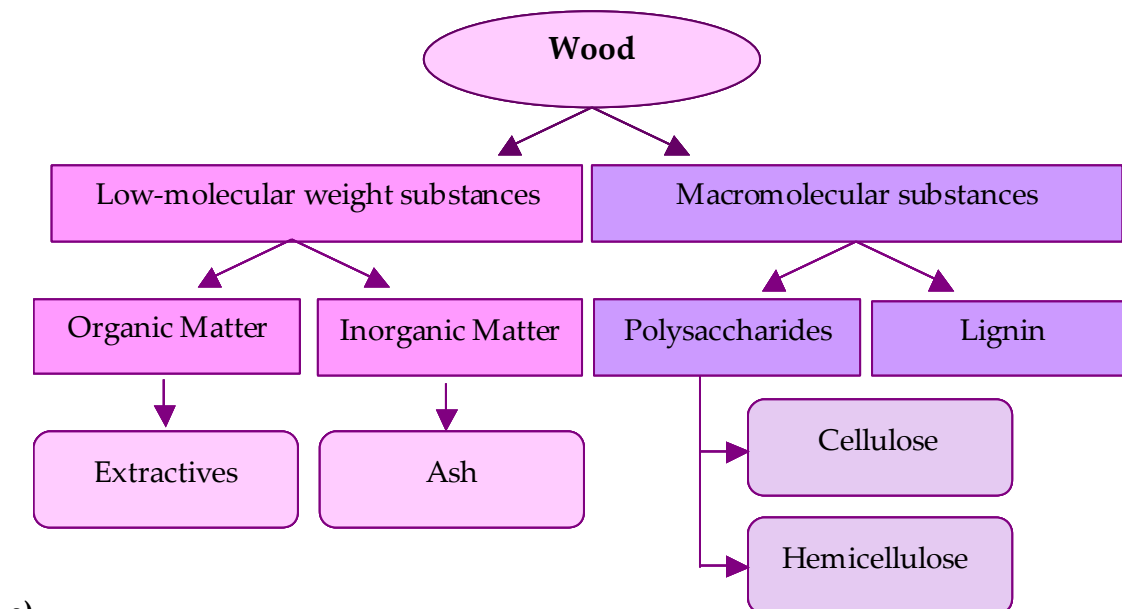 Wood
Low-molecular weight substances
Macromolecular substances
Organic Matter
Inorganic Matter
Polysaccharides
Lignin
Extractives
Ash
Cellulose
Hemicellulose